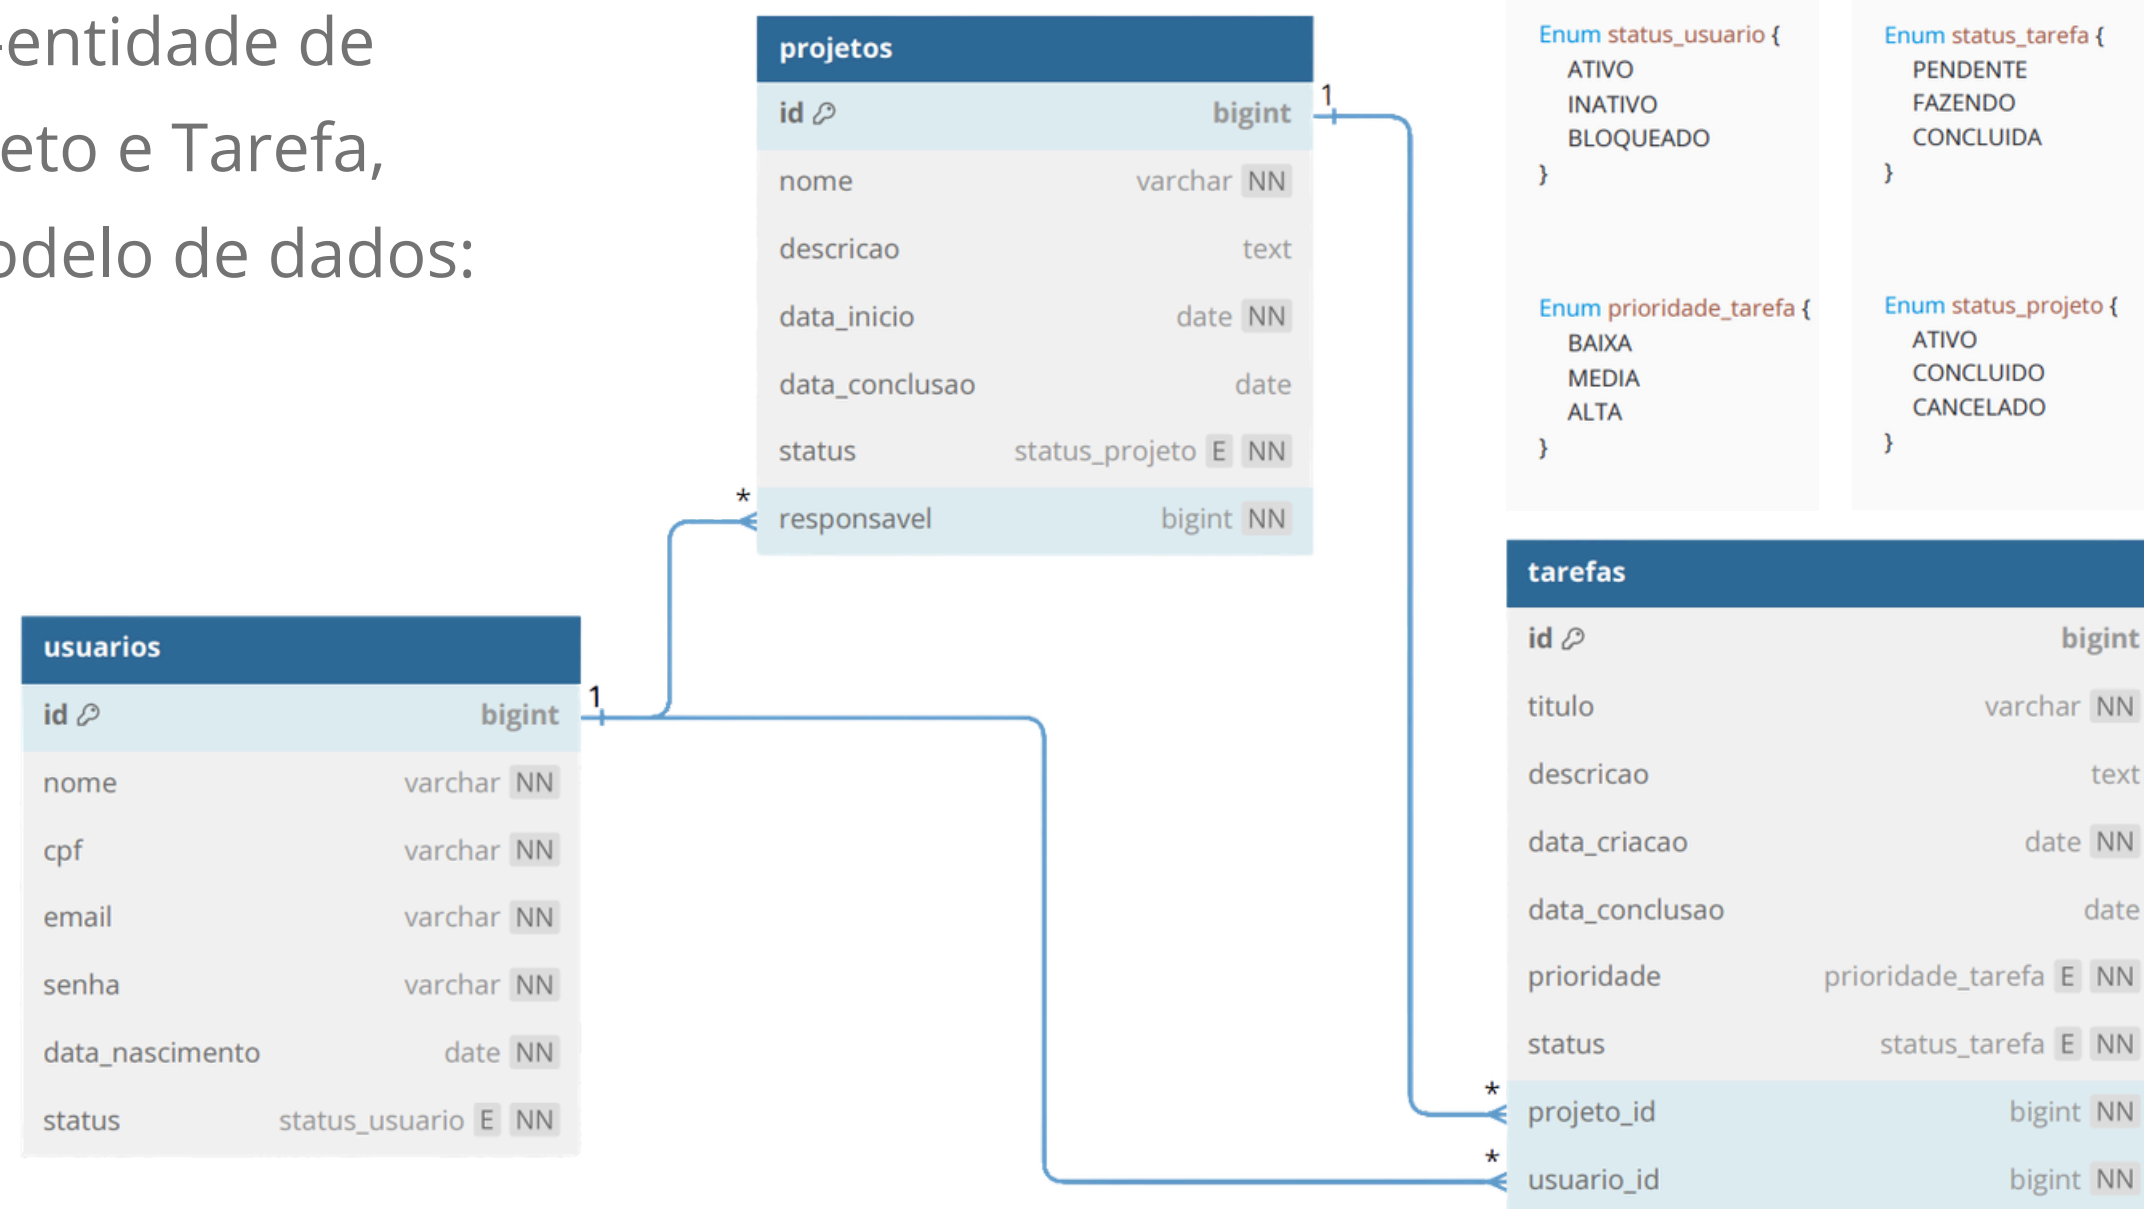 -entidade de
eto e Tarefa,
odelo de dados:
projetos
id bigint
nome varchar NN
descricao text
data_inicio date NN
data_conclusao date
status status_projeto E NN
responsavel bigint NN
1
*
Enum status_usuario {
ATIVO
INATIVO
BLOQUEADO
}
Enum status_tarefa {
PENDENTE
FAZENDO
CONCLUIDA
}
Enum prioridade_tarefa {
BAIXA
MEDIA
ALTA
}
Enum status_projeto {
ATIVO
CONCLUIDO
CANCELADO
}
usuarios
id bigint
nome varchar NN
cpf varchar NN
email varchar NN
senha varchar NN
data_nascimento date NN
status status_usuario E NN
1
tarefas
id bigint
titulo varchar NN
descricao text
data_criacao date NN
data_conclusao date
prioridade prioridade_tarefa E NN
status status_tarefa E NN
*
projeto_id bigint NN
*
usuario_id bigint NN